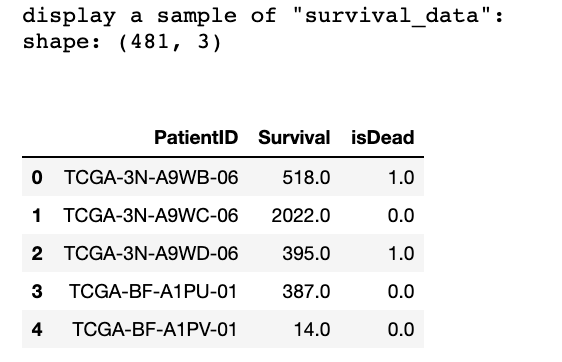 display a sample of "survival_data":
shape: (481, 3)
PatientID Survival isDead
0 TCGA-3N-A9WB-06 518.0 1.0
1 TCGA-3N-A9WC-06 2022.0 0.0
2 TCGA-3N-A9WD-06 395.0 1.0
3 TCGA-BF-A1PU-01 387.0 0.0
4 TCGA-BF-A1PV-01 14.0 0.0